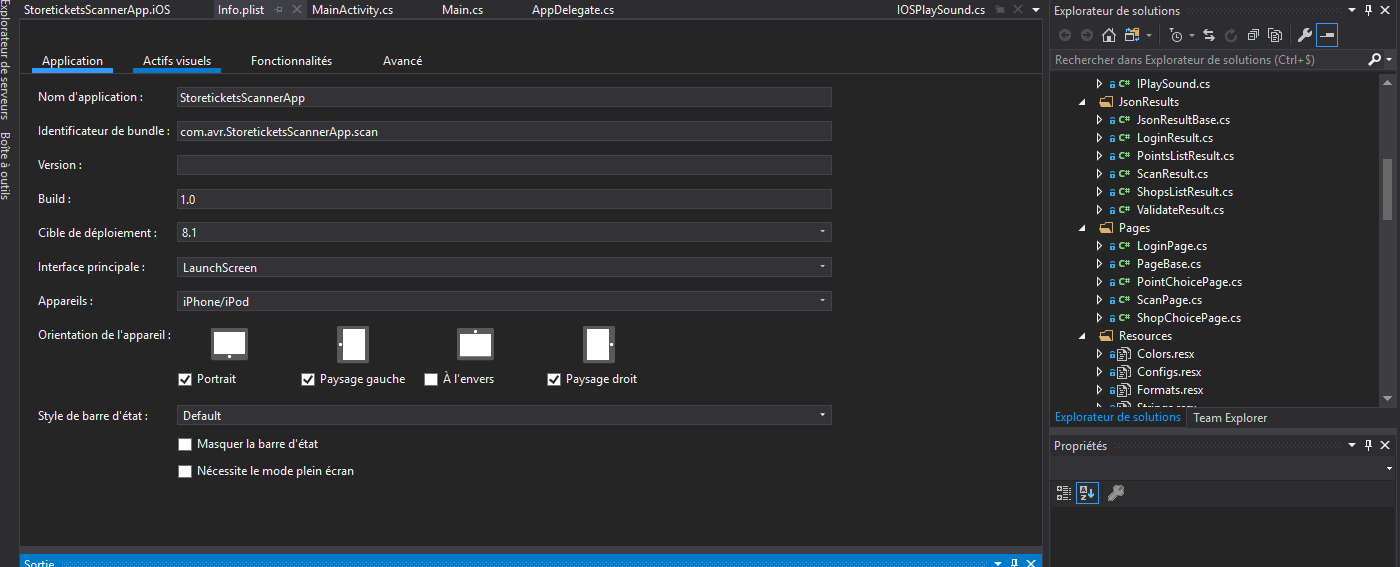 StoreticketsScannerApp.iOS
Info.plist
MainActivity.cs
Main.cs
AppDelegate.cs
IOSPlaySound.cs
Explorateur de serveurs
Boîte à outils
Application
Actifs visuels
Fonctionnalités
Avancé
Nom d'application :
StoreticketsScannerApp
Identificateur de bundle :
com.avr.StoreticketsScannerApp.scan
Version :
Build :
1.0
Cible de déploiement :
8.1
Interface principale :
LaunchScreen
Appareils :
iPhone/iPod
Orientation de l'appareil :
Portrait
Paysage gauche
À l'envers
Paysage droit
Style de barre d'état :
Default
Masquer la barre d'état
Nécessite le mode plein écran
Sortie
Explorateur de solutions
Rechercher dans Explorateur de solutions (Ctrl+$)
IPlaySound.cs
JsonResults
C# JsonResultBase.cs
C# LoginResult.cs
C# PointsListResult.cs
C# ScanResult.cs
C# ShopsListResult.cs
C# ValidateResult.cs
Pages
C# LoginPage.cs
C# PageBase.cs
C# PointChoicePage.cs
C# ScanPage.cs
C# ShopChoicePage.cs
Resources
Colors.resx
Configs.resx
Formats.resx
Strings.resx
Explorateur de solutions
Team Explorer
Propriétés